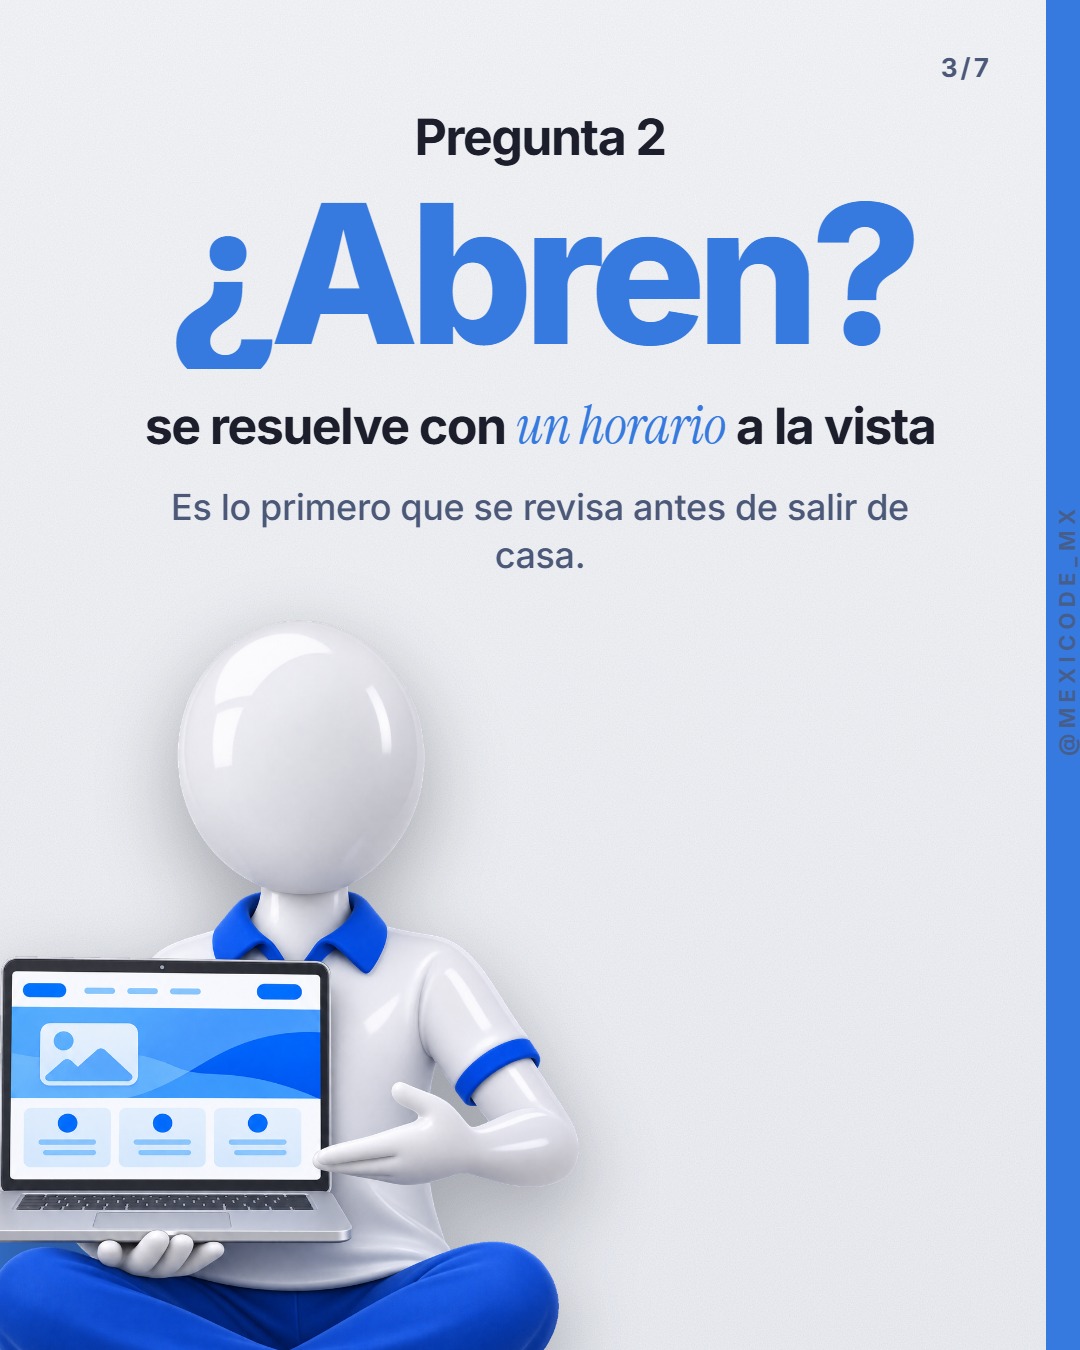 3/7
Pregunta 2
¿Abren?
se resuelve con un horario a la vista
Es lo primero que se revisa antes de salir de
casa.
@MEXICODE_MX